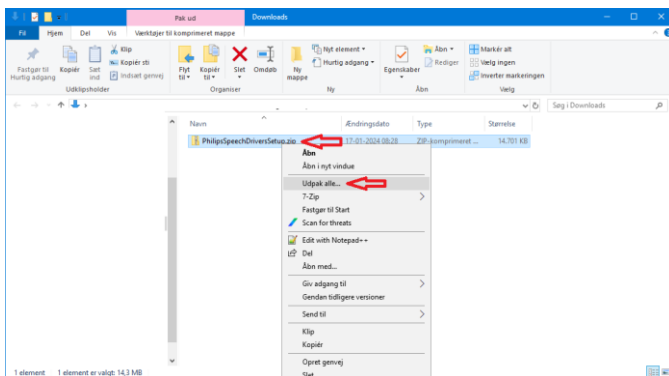 Pak ud
Downloads
Fil
Hjem
Del
Vis
Værktøjer til komprimeret mappe
Fastgør til
Hurtig adgang
Kopiér
Sæt
ind
Klip
Kopiér sti
Indsæt genvej
Udklipsholder
Flyt
til
Kopiér
til
Slet
Omdøb
Organiser
Ny
mappe
Nyt element
Hurtig adgang
Ny
Egenskaber
Åbn
Rediger
Åbn
Markér alt
Vælg ingen
Inverter markeringen
Vælg
Søg i Downloads
Navn
Ændringsdato
Type
Størrelse
PhilipsSpeechDriversSetup.zip
17-01-2024 08:28
ZIP-komprimeret ...
14.701 KB
Åbn
Åbn i nyt vindue
Udpak alle...
7-Zip
Fastgør til Start
Scan for threats
Edit with Notepad++
Del
Åbn med...
Giv adgang til
Gendan tidligere versioner
Send til
Klip
Kopiér
Opret genvej
Slet
1 element
1 element er valgt: 14,3 MB